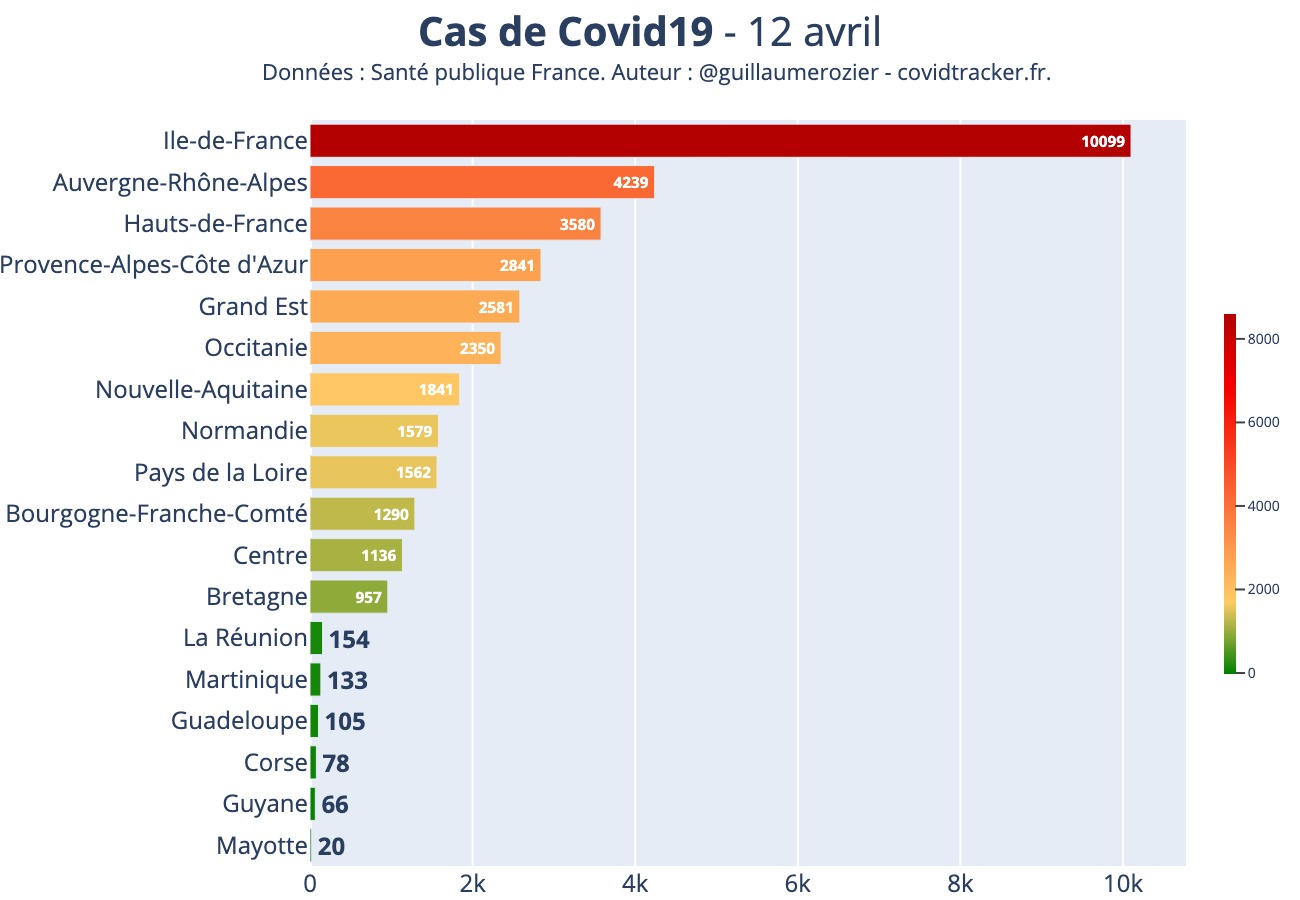 Cas de Covid19 - 12 avril
Données : Santé publique France. Auteur : @guillaumerozier - covidtracker.fr.
Ile-de-France 10099
Auvergne-Rhône-Alpes 4239
Hauts-de-France 3580
Provence-Alpes-Côte d'Azur 2841
Grand Est 2581
Occitanie 2350
Nouvelle-Aquitaine 1841
Normandie 1579
Pays de la Loire 1562
Bourgogne-Franche-Comté 1290
Centre 1136
Bretagne 957
La Réunion 154
Martinique 133
Guadeloupe 105
Corse 78
Guyane 66
Mayotte 20
0 2k 4k 6k 8k 10k
8000
6000
4000
2000
0